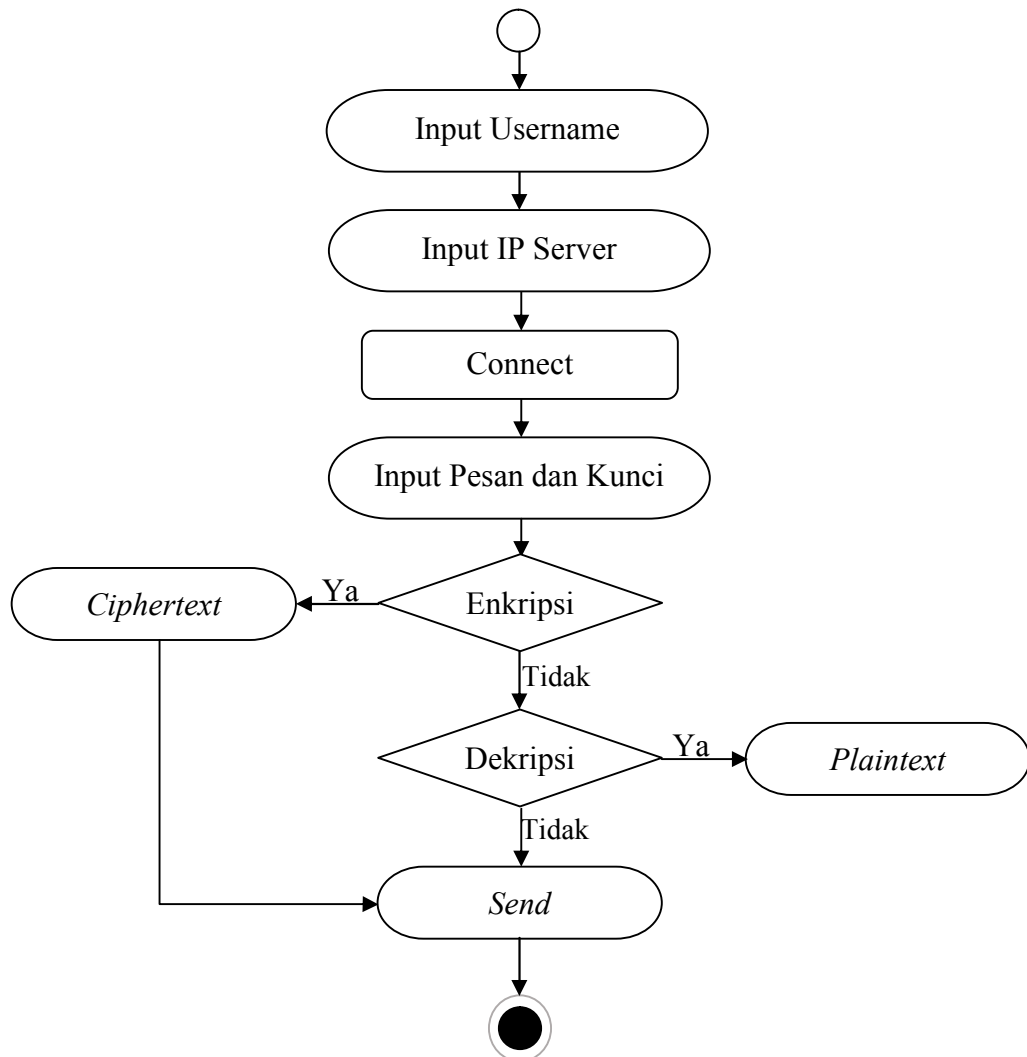 Input Username
Input IP Server
Connect
Input Pesan dan Kunci
Ciphertext
Ya
Enkripsi
Tidak
Dekripsi
Ya
Plaintext
Tidak
Send